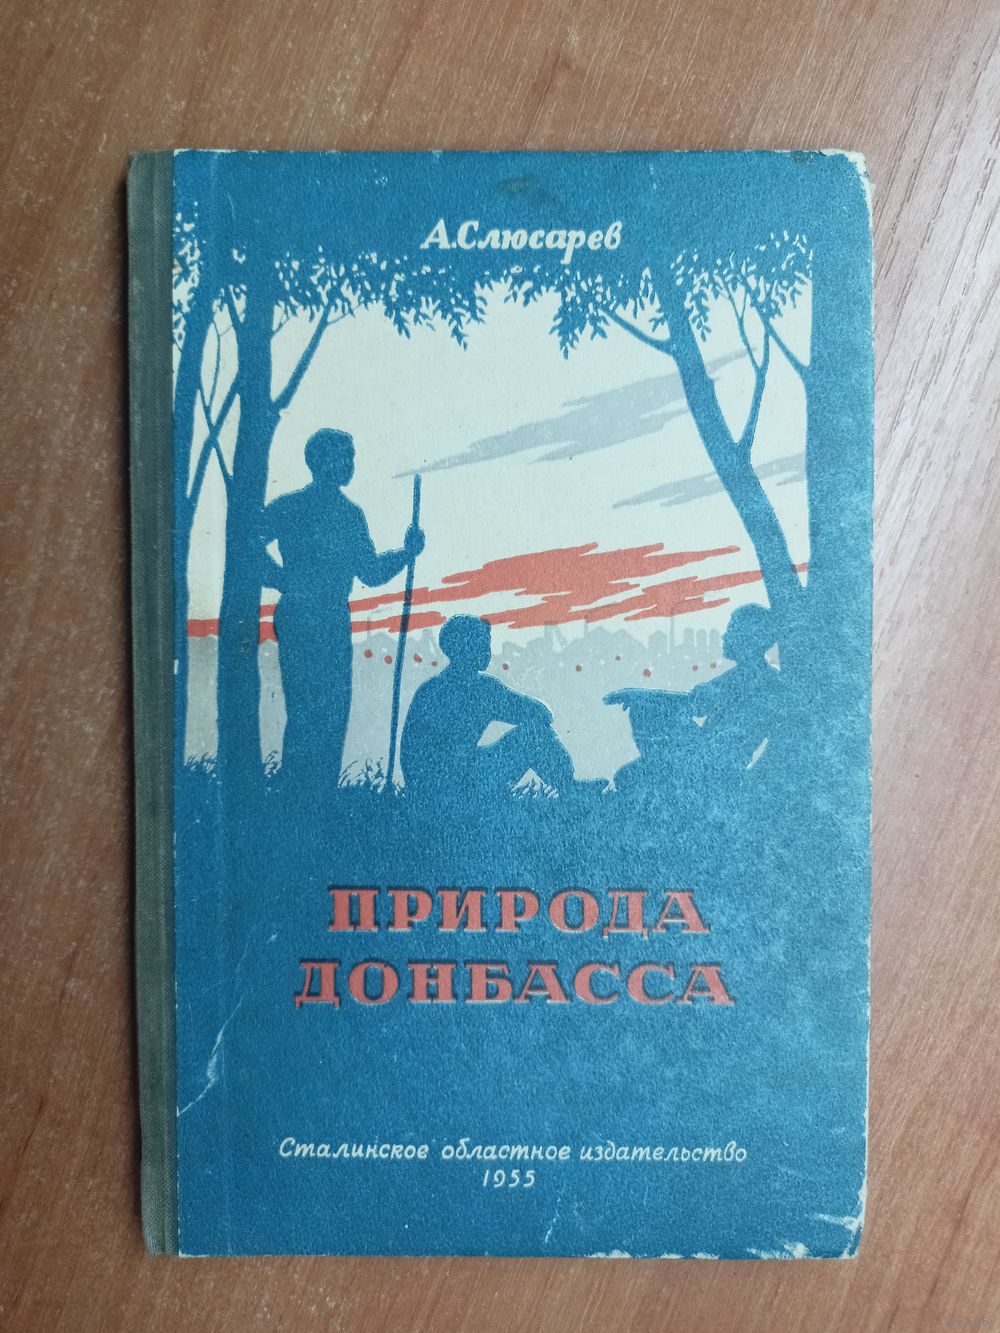 А.Слюсарев
ПРИРОДА
ДОНБАССА
Сталинское областное издательство
1955